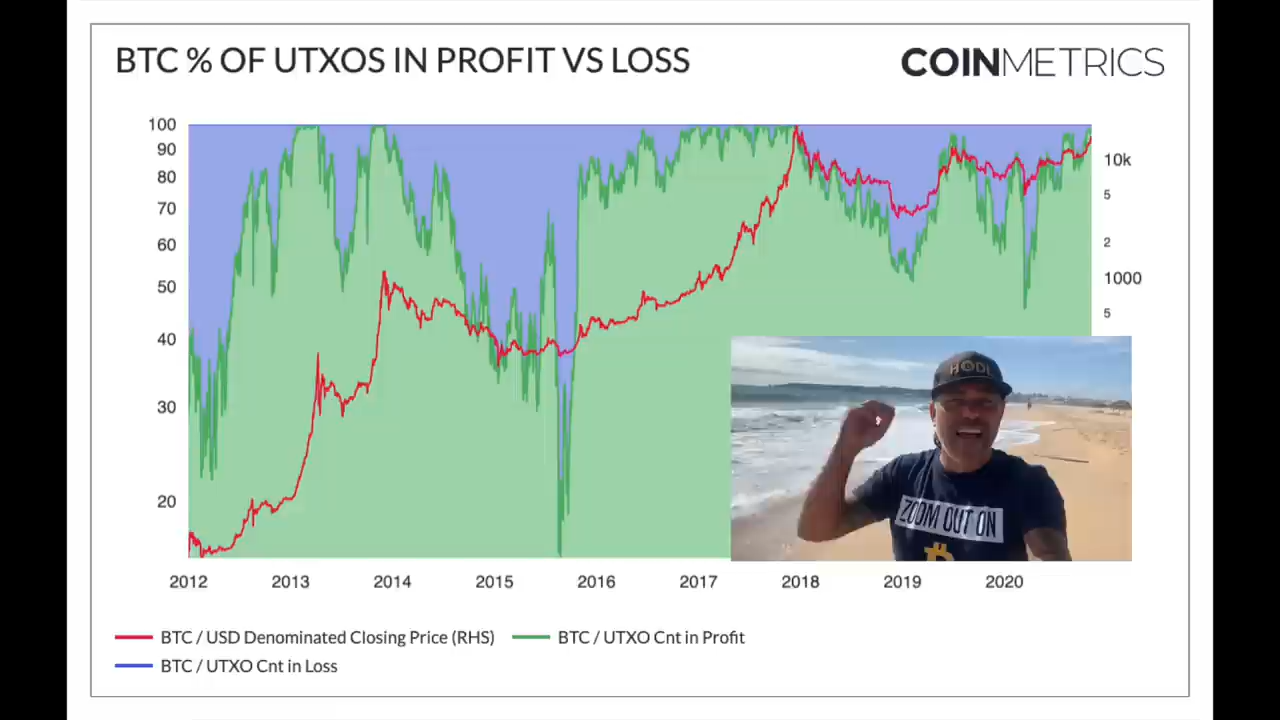 BTC % OF UTXOS IN PROFIT VS LOSS
COINMETRICS
100
90
80
70
60
50
40
30
20
10k
5
2
1000
5
2012 2013 2014 2015 2016 2017 2018 2019 2020
BTC / USD Denominated Closing Price (RHS) BTC / UTXO Cnt in Profit
BTC / UTXO Cnt in Loss
HODL
ZOOM OUT ON